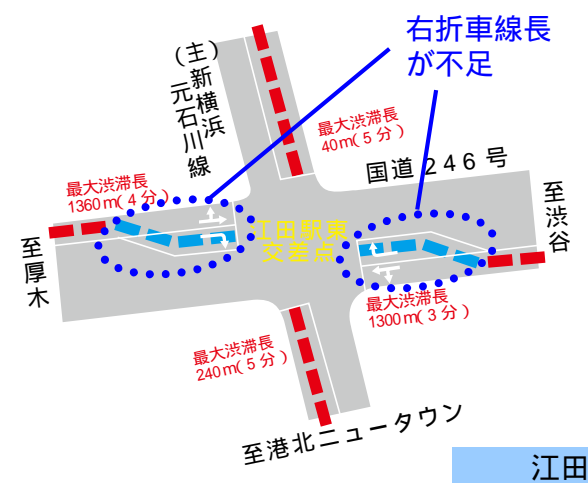 右折車線長
が不足
(主)新横浜
元石川線
最大渋滞長
40m(5分)
国道246号
最大渋滞長
1360m(4分)
至渋谷
江田駅東
交差点
至厚木
最大渋滞長
1300m(3分)
最大渋滞長
240m(5分)
至港北ニュータウン
江田